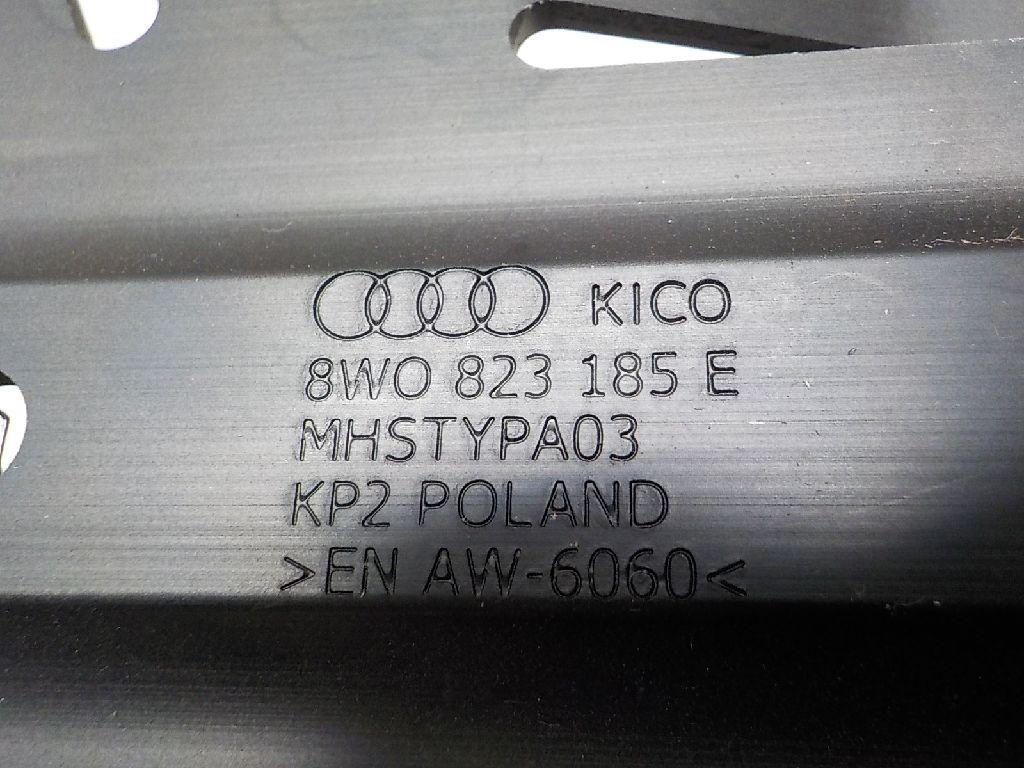 KICO
8W0 823 185 E
MHSTYPA03
KP2 POLAND
>EN AW-6060<